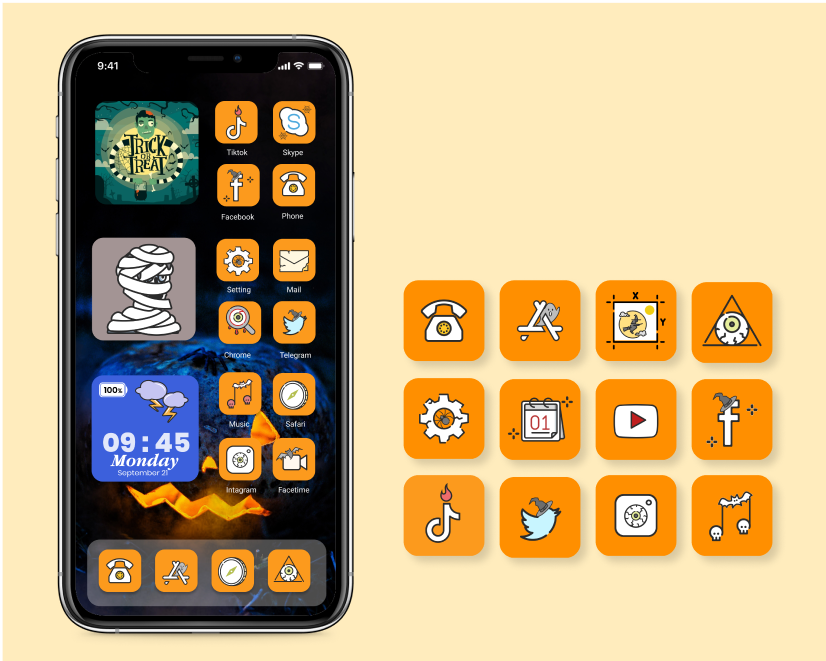 9:41
TRICK
OR
TREAT
Tiktok
Skype
Facebook
Phone
Setting
Mail
Chrome
Telegram
100%
09:45
Monday
September 21
Music
Safari
Intagram
Facetime
X
Y
01